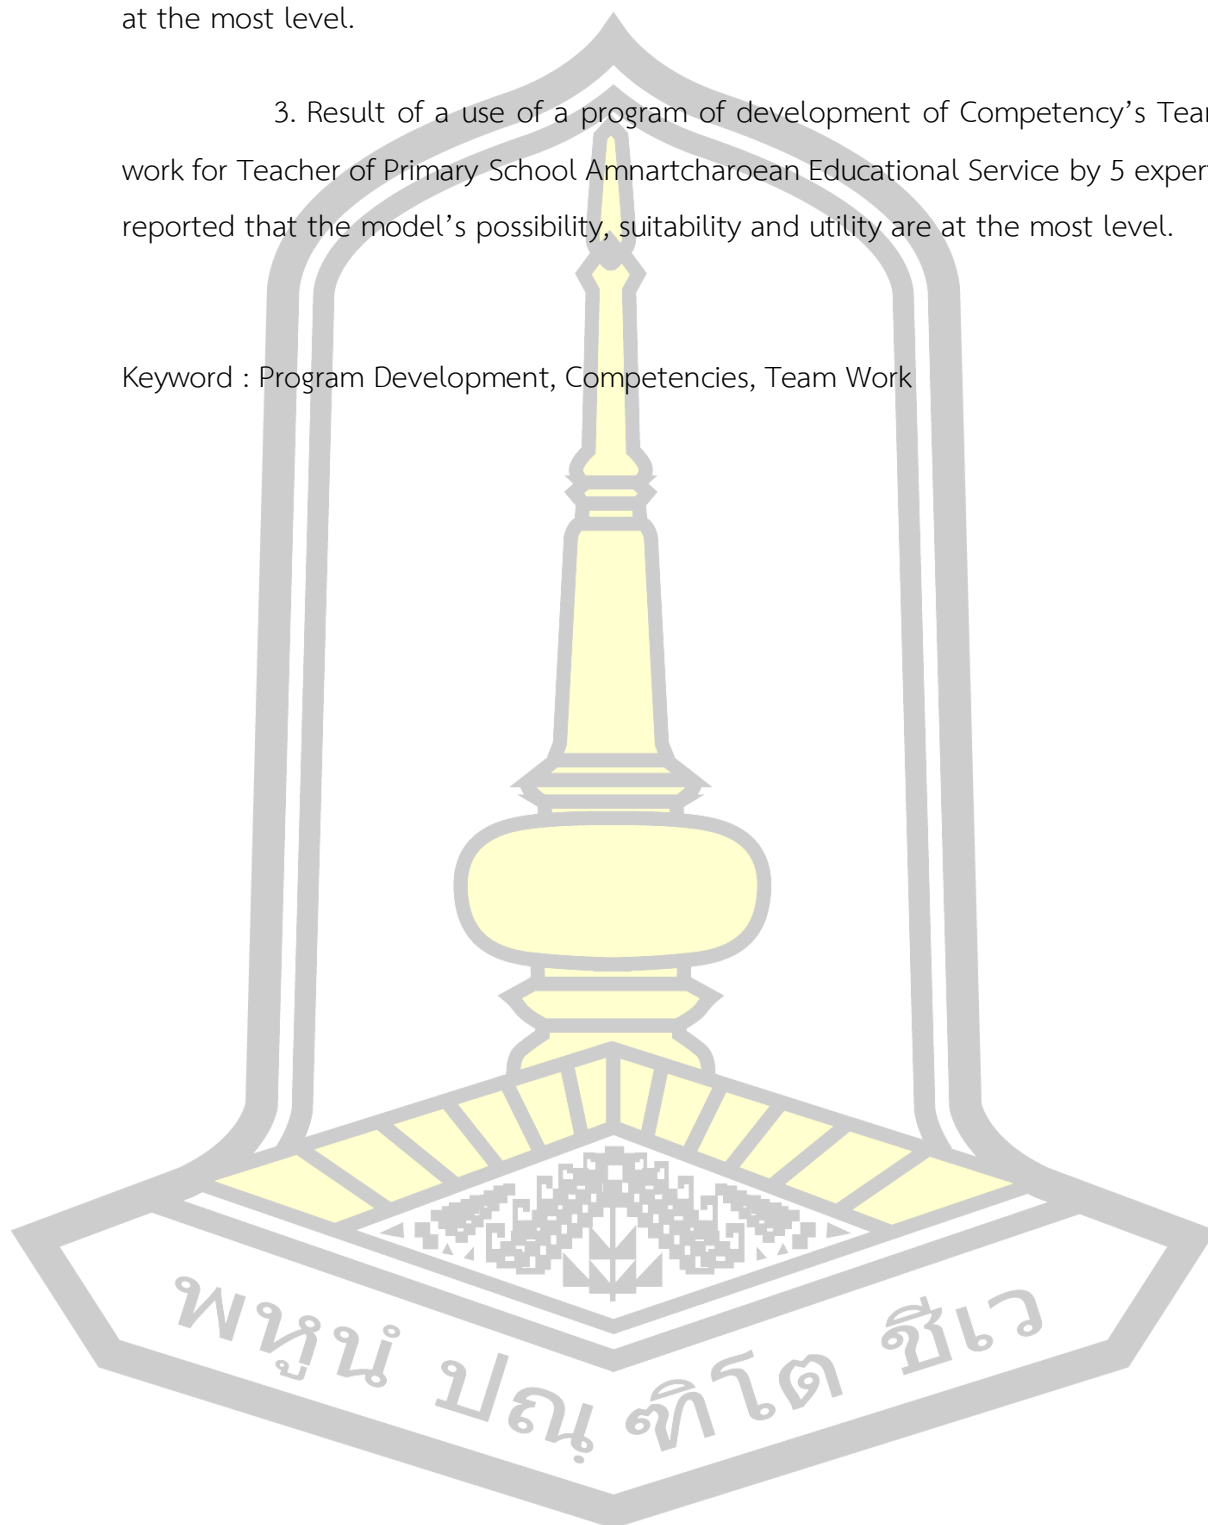 at the most level.
3. Result of a use of a program of development of Competency’s Team
work for Teacher of Primary School Amnartcharoean Educational Service by 5 expert
reported that the model’s possibility, suitability and utility are at the most level.
Keyword : Program Development, Competencies, Team Work
พหูนํ ปณฺฑิโต ชีเว